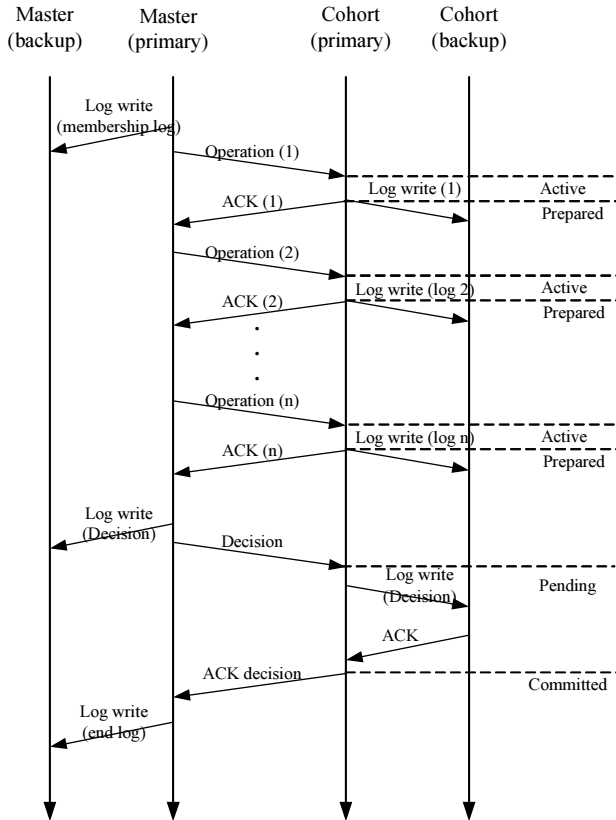 Master
(backup)
Master
(primary)
Cohort
(primary)
Cohort
(backup)
Log write
(membership log)
Operation (1)
Log write (1)
Active
ACK (1)
Prepared
Operation (2)
Log write (log 2)
Active
ACK (2)
Prepared
.
.
.
Operation (n)
Log write (log n)
Active
ACK (n)
Prepared
Log write
(Decision)
Decision
Log write
(Decision)
Pending
ACK
ACK decision
Committed
Log write
(end log)